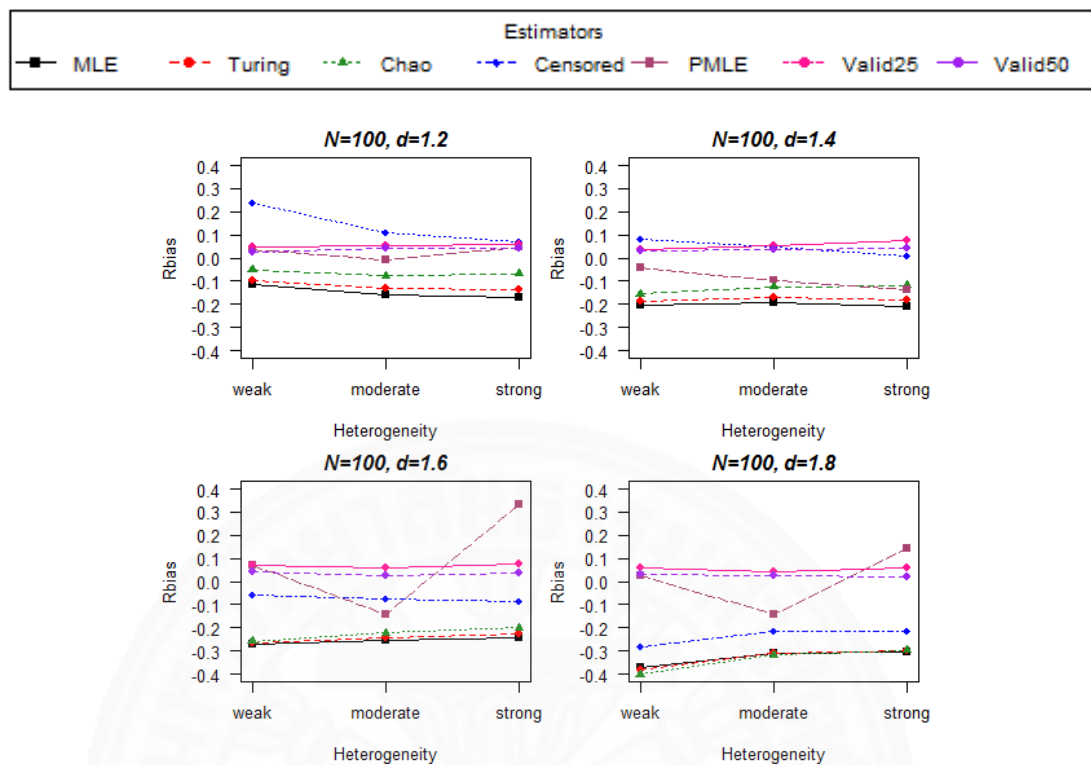 Estimators
MLE Turing Chao Censored PMLE Valid25 Valid50
N=100, d=1.2
0.4
0.3
0.2
0.1
0.0
-0.1
-0.2
-0.3
-0.4
Rbias
weak moderate strong
Heterogeneity
N=100, d=1.4
0.4
0.3
0.2
0.1
0.0
-0.1
-0.2
-0.3
-0.4
Rbias
weak moderate strong
Heterogeneity
N=100, d=1.6
0.4
0.3
0.2
0.1
0.0
-0.1
-0.2
-0.3
-0.4
Rbias
weak moderate strong
Heterogeneity
N=100, d=1.8
0.4
0.3
0.2
0.1
0.0
-0.1
-0.2
-0.3
-0.4
Rbias
weak moderate strong
Heterogeneity